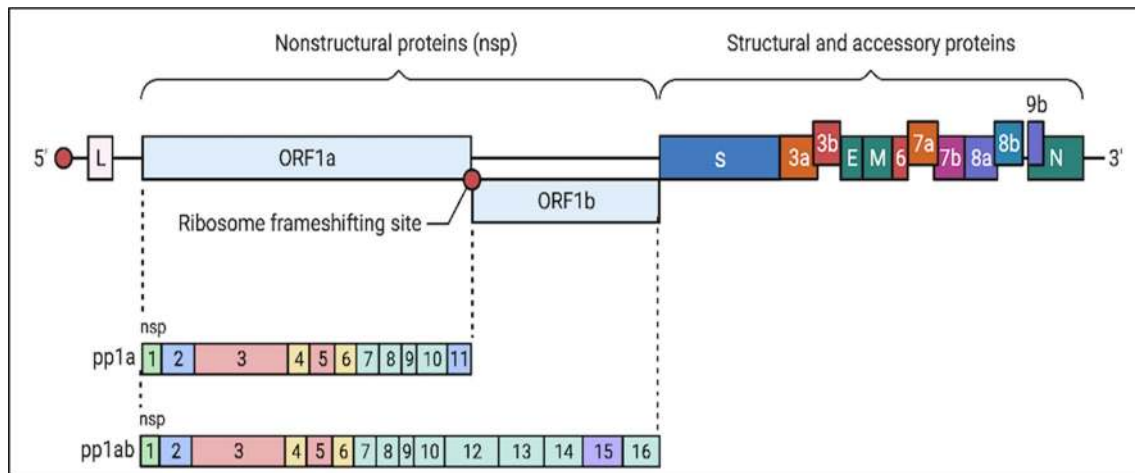 Nonstructural proteins (nsp)
Structural and accessory proteins
9b
5' L ORF1a S 3a 3b E M 6 7a 7b 8a 8b N 3'
ORF1b
Ribosome frameshifting site
nsp
pp1a 1 2 3 4 5 6 7 8 9 10 11
nsp
pp1ab 1 2 3 4 5 6 7 8 9 10 12 13 14 15 16